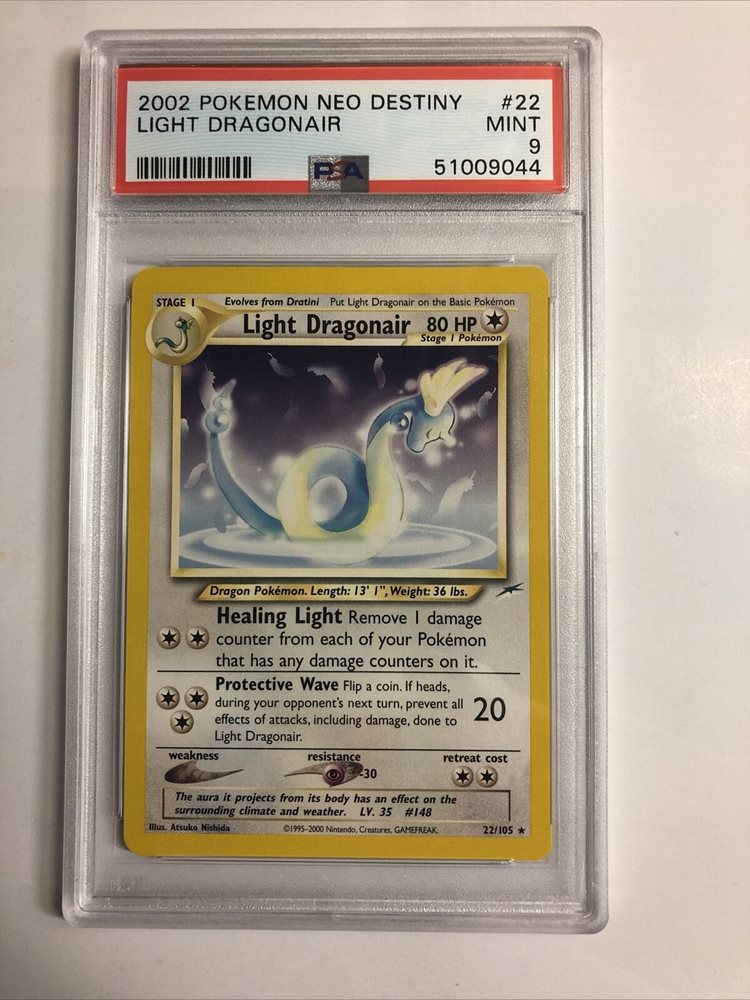 2002 POKEMON NEO DESTINY #22
LIGHT DRAGONAIR MINT
9
PSA 51009044
STAGE 1 Evolves from Dratini Put Light Dragonair on the Basic Pokémon
Light Dragonair 80 HP
Stage 1 Pokémon
Dragon Pokémon. Length: 13' 1", Weight: 36 lbs.
Healing Light Remove 1 damage
counter from each of your Pokémon
that has any damage counters on it.
Protective Wave Flip a coin. If heads,
during your opponent's next turn, prevent all
effects of attacks, including damage, done to
Light Dragonair.
20
weakness resistance retreat cost
-30
The aura it projects from its body has an effect on the
surrounding climate and weather. LV. 35 #148
Illus. Atsuko Nishida ©1995-2000 Nintendo, Creatures, GAMEFREAK. 22/105 ★